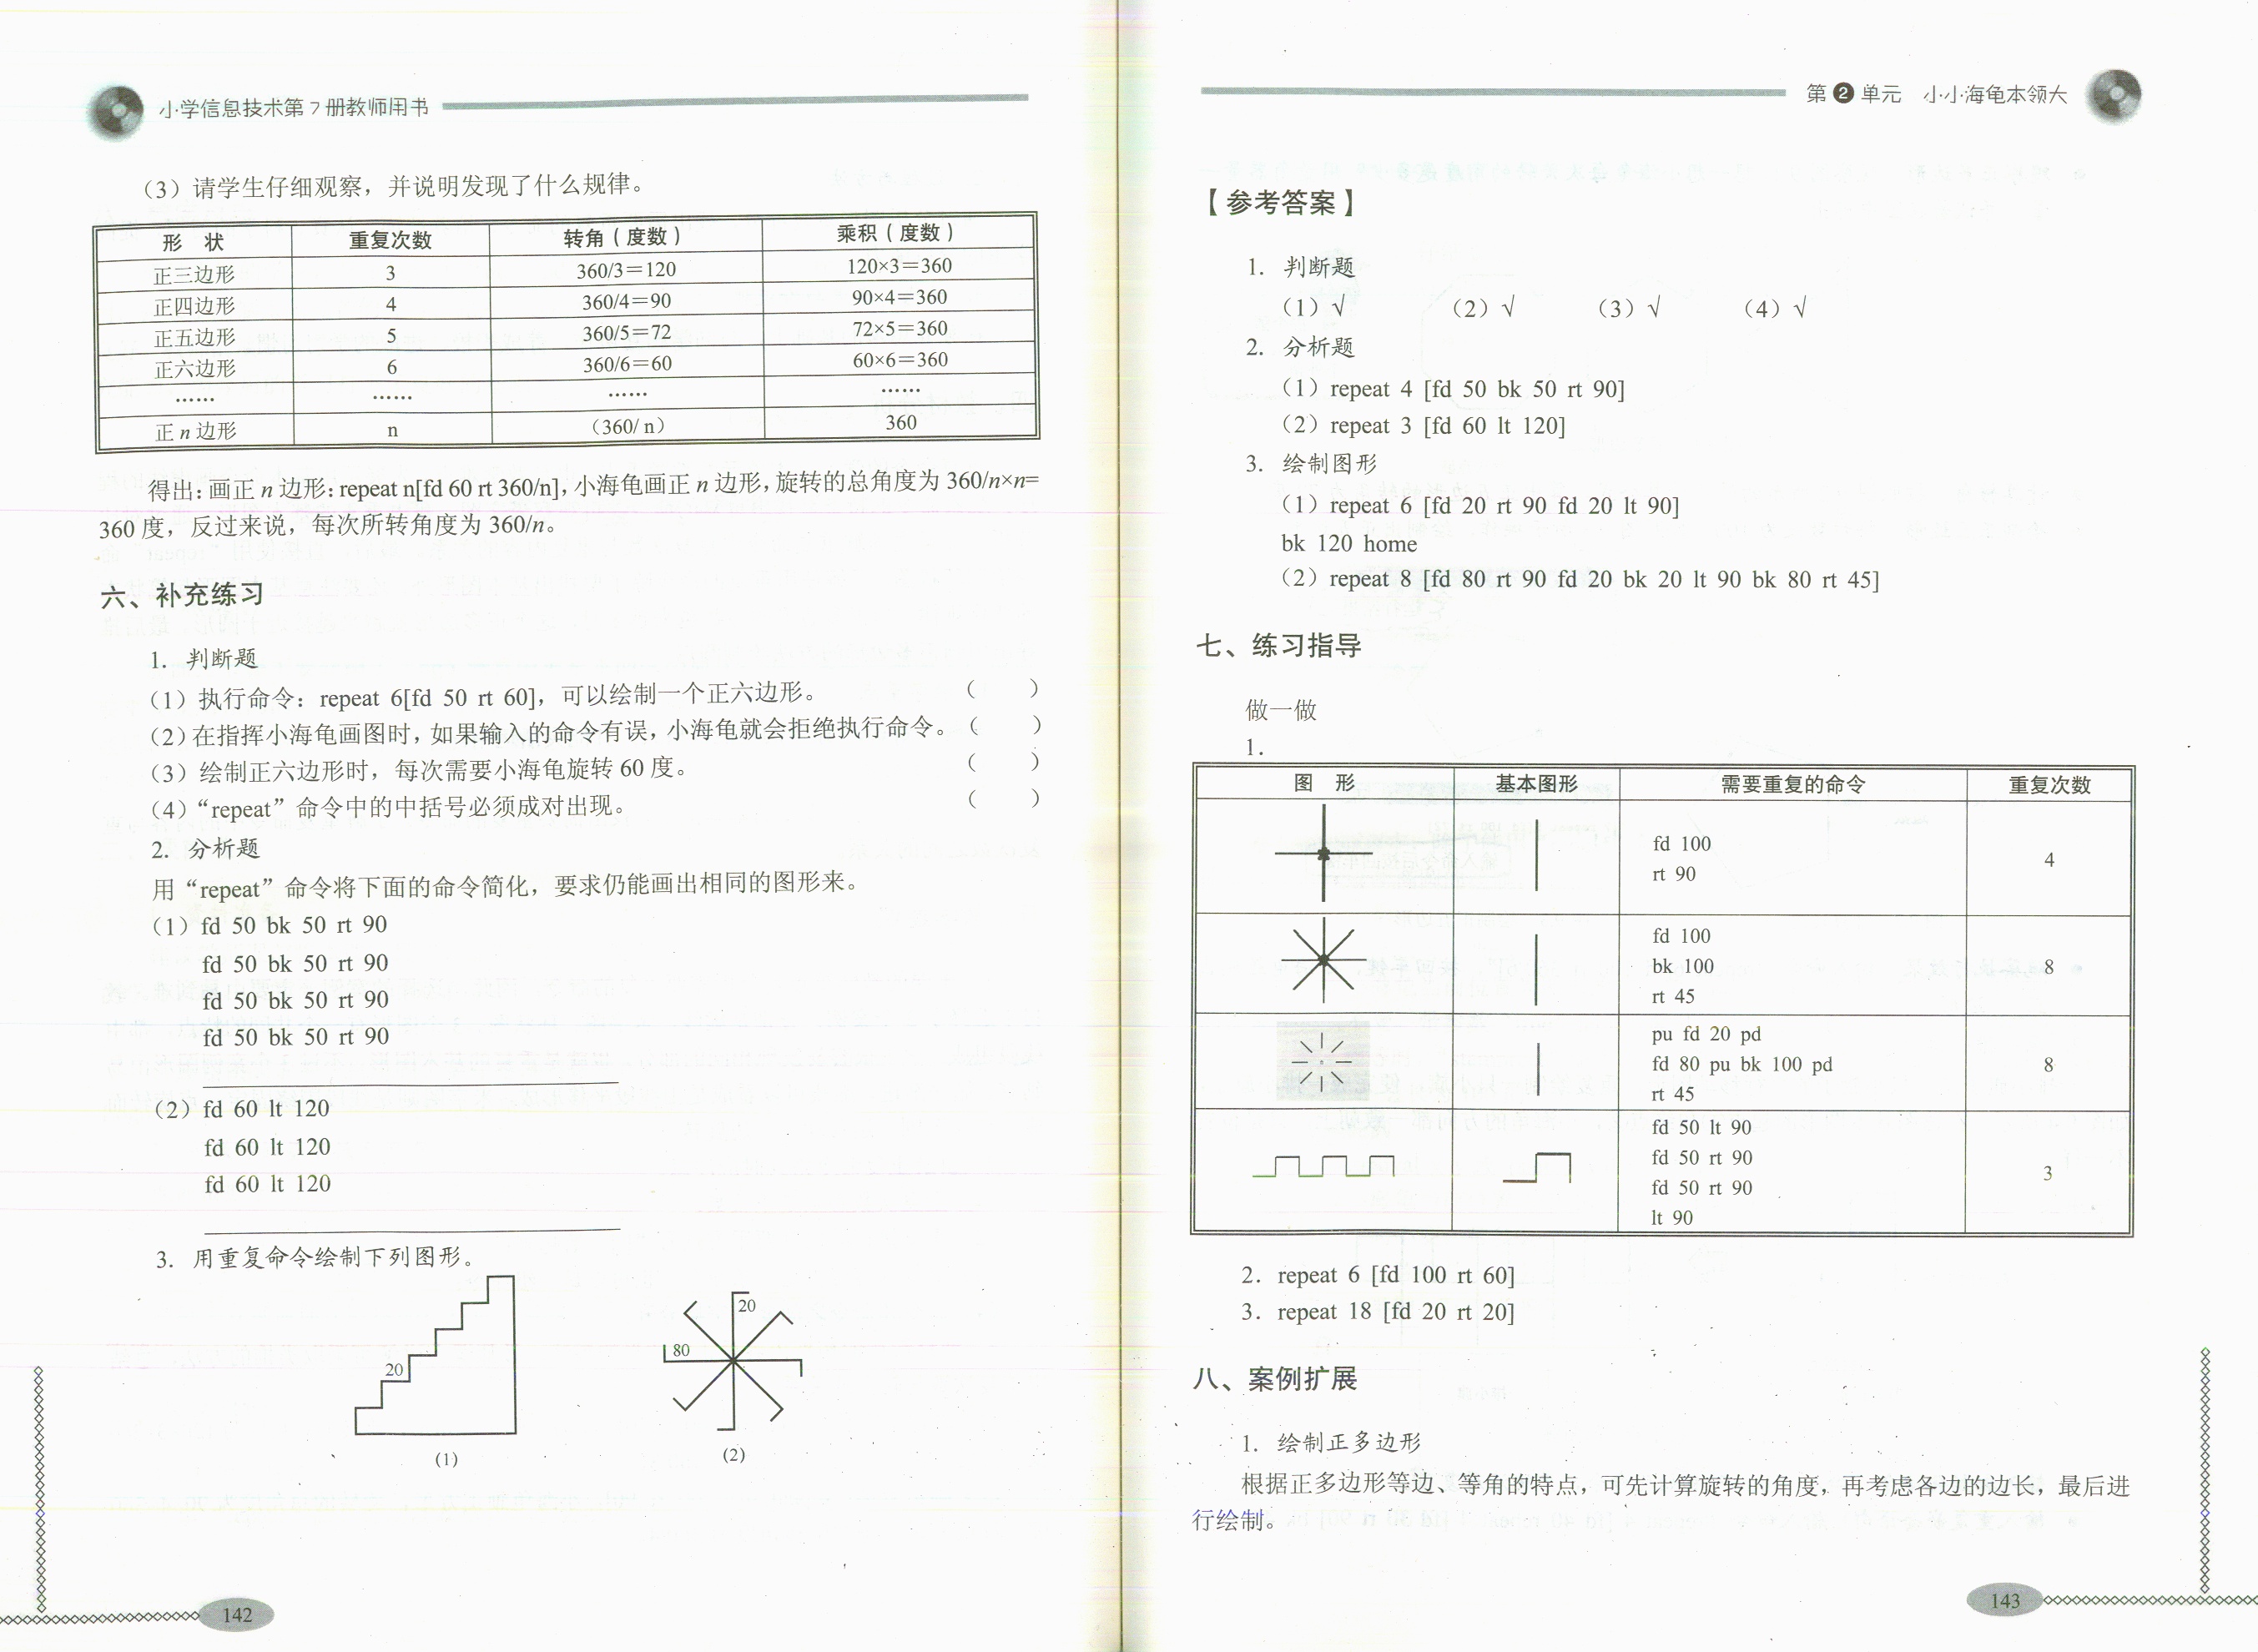 小学信息技术第7册教师用书
（3）请学生仔细观察，并说明发现了什么规律。
形 状 重复次数 转角（度数） 乘积（度数）
正三边形 3 360/3＝120 120×3＝360
正四边形 4 360/4＝90 90×4＝360
正五边形 5 360/5＝72 72×5＝360
正六边形 6 360/6＝60 60×6＝360
…… …… …… ……
正n边形 n （360/ n） 360
得出：画正n边形：repeat n[fd 60 rt 360/n]，小海龟画正n边形，旋转的总角度为 360/n×n=
360度，反过来说，每次所转角度为 360/n。
六、补充练习
1. 判断题
（1）执行命令：repeat 6[fd 50 rt 60]，可以绘制一个正六边形。 （ ）
（2）在指挥小海龟画图时，如果输入的命令有误，小海龟就会拒绝执行命令。（ ）
（3）绘制正六边形时，每次需要小海龟旋转60度。 （ ）
（4）“repeat”命令中的中括号必须成对出现。 （ ）
2. 分析题
用“repeat”命令将下面的命令简化，要求仍能画出相同的图形来。
（1）fd 50 bk 50 rt 90
fd 50 bk 50 rt 90
fd 50 bk 50 rt 90
fd 50 bk 50 rt 90
（2）fd 60 lt 120
fd 60 lt 120
fd 60 lt 120
3. 用重复命令绘制下列图形。
20
20
80
(1)
(2)
142
第2单元 小小海龟本领大
【参考答案】
1. 判断题
（1）√ （2）√ （3）√ （4）√
2. 分析题
（1）repeat 4 [fd 50 bk 50 rt 90]
（2）repeat 3 [fd 60 lt 120]
3. 绘制图形
（1）repeat 6 [fd 20 rt 90 fd 20 lt 90]
bk 120 home
（2）repeat 8 [fd 80 rt 90 fd 20 bk 20 lt 90 bk 80 rt 45]
七、练习指导
做一做
1.
图 形 基本图形 需要重复的命令 重复次数
fd 100
rt 90
4
fd 100
bk 100
rt 45
8
pu fd 20 pd
fd 80 pu bk 100 pd
rt 45
8
fd 50 lt 90
fd 50 rt 90
fd 50 rt 90
lt 90
3
2. repeat 6 [fd 100 rt 60]
3. repeat 18 [fd 20 rt 20]
八、案例扩展
1. 绘制正多边形
根据正多边形等边、等角的特点，可先计算旋转的角度，再考虑各边的边长，最后进
行绘制。
143